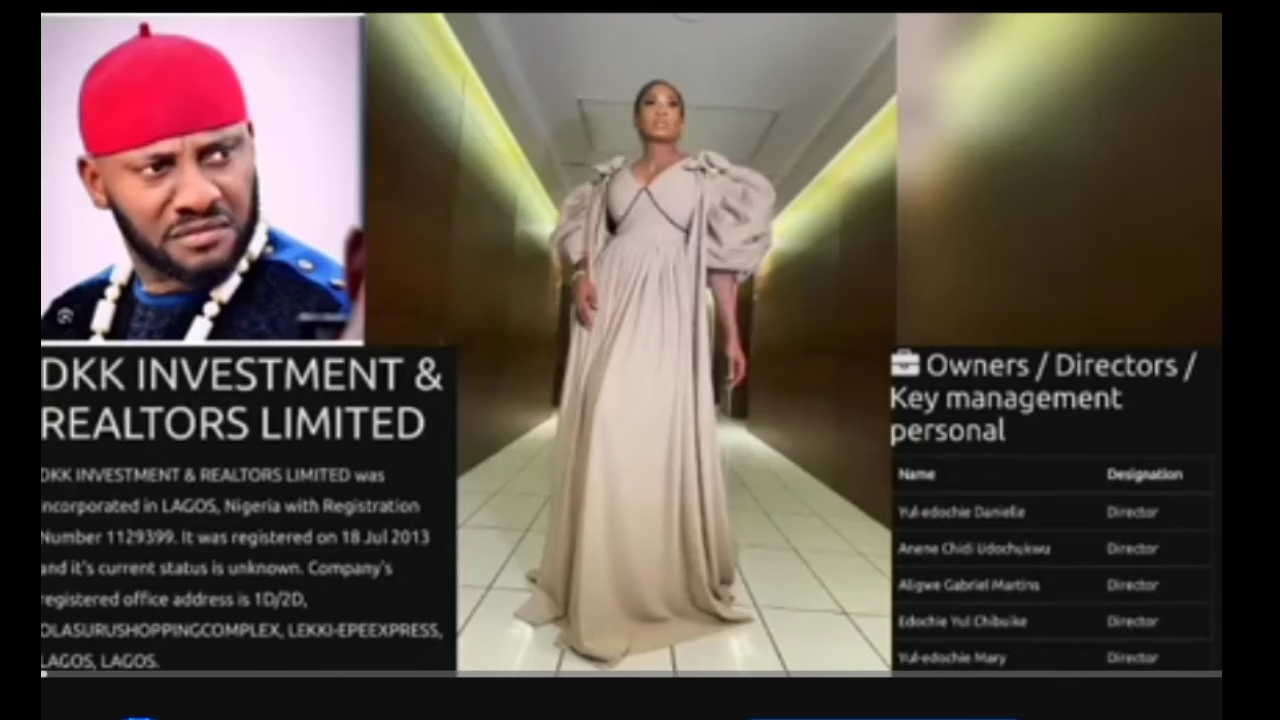 DKK INVESTMENT &
REALTORS LIMITED
DKK INVESTMENT & REALTORS LIMITED was
incorporated in LAGOS, Nigeria with Registration
Number 1129399. It was registered on 18 Jul 2013
and it's current status is unknown. Company's
registered office address is 1D/2D,
OLASURUSHOPPINGCOMPLEX, LEKKI-EPEEXPRESS,
LAGOS, LAGOS.
Owners / Directors /
Key management
personal
Name Designation
Yul-edochie Danielle Director
Anene Chidi Udochukwu Director
Aligwe Gabriel Martins Director
Edochie Yul Chibuike Director
Yul-edochie Mary Director